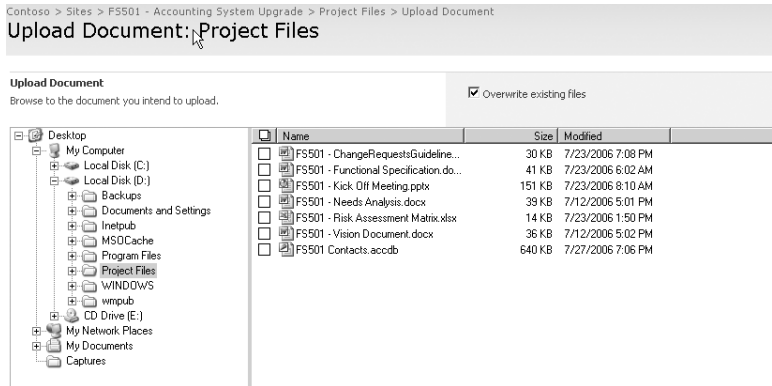 Contoso > Sites > FS501 - Accounting System Upgrade > Project Files > Upload Document
Upload Document: Project Files
Upload Document
Browse to the document you intend to upload.
Overwrite existing files
Desktop
My Computer
Local Disk (C:)
Local Disk (D:)
Backups
Documents and Settings
Inetpub
MSOCache
Program Files
Project Files
WINDOWS
wmpub
CD Drive (E:)
My Network Places
My Documents
Captures
Name Size Modified
FS501 - ChangeRequestsGuideline... 30 KB 7/23/2006 7:08 PM
FS501 - Functional Specification.do... 41 KB 7/23/2006 6:02 AM
FS501 - Kick Off Meeting.pptx 151 KB 7/23/2006 8:10 AM
FS501 - Needs Analysis.docx 39 KB 7/12/2006 5:01 PM
FS501 - Risk Assessment Matrix.xlsx 14 KB 7/23/2006 1:50 PM
FS501 - Vision Document.docx 36 KB 7/12/2006 5:02 PM
FS501 Contacts.accdb 640 KB 7/27/2006 7:06 PM